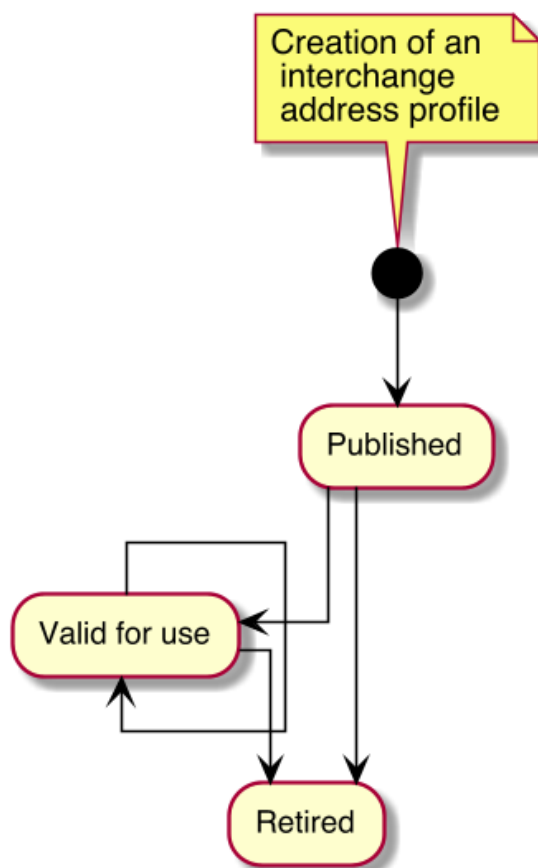 Creation of an
interchange
address profile
Published
Valid for use
Retired